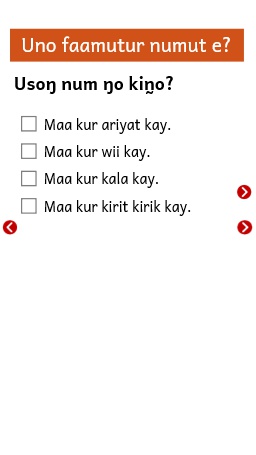 Uno faamutur numut e?
Usoŋ num ŋo kin̰o?
Maa kur ariyat kay.
Maa kur wii kay.
Maa kur kala kay.
Maa kur kirit kirik kay.